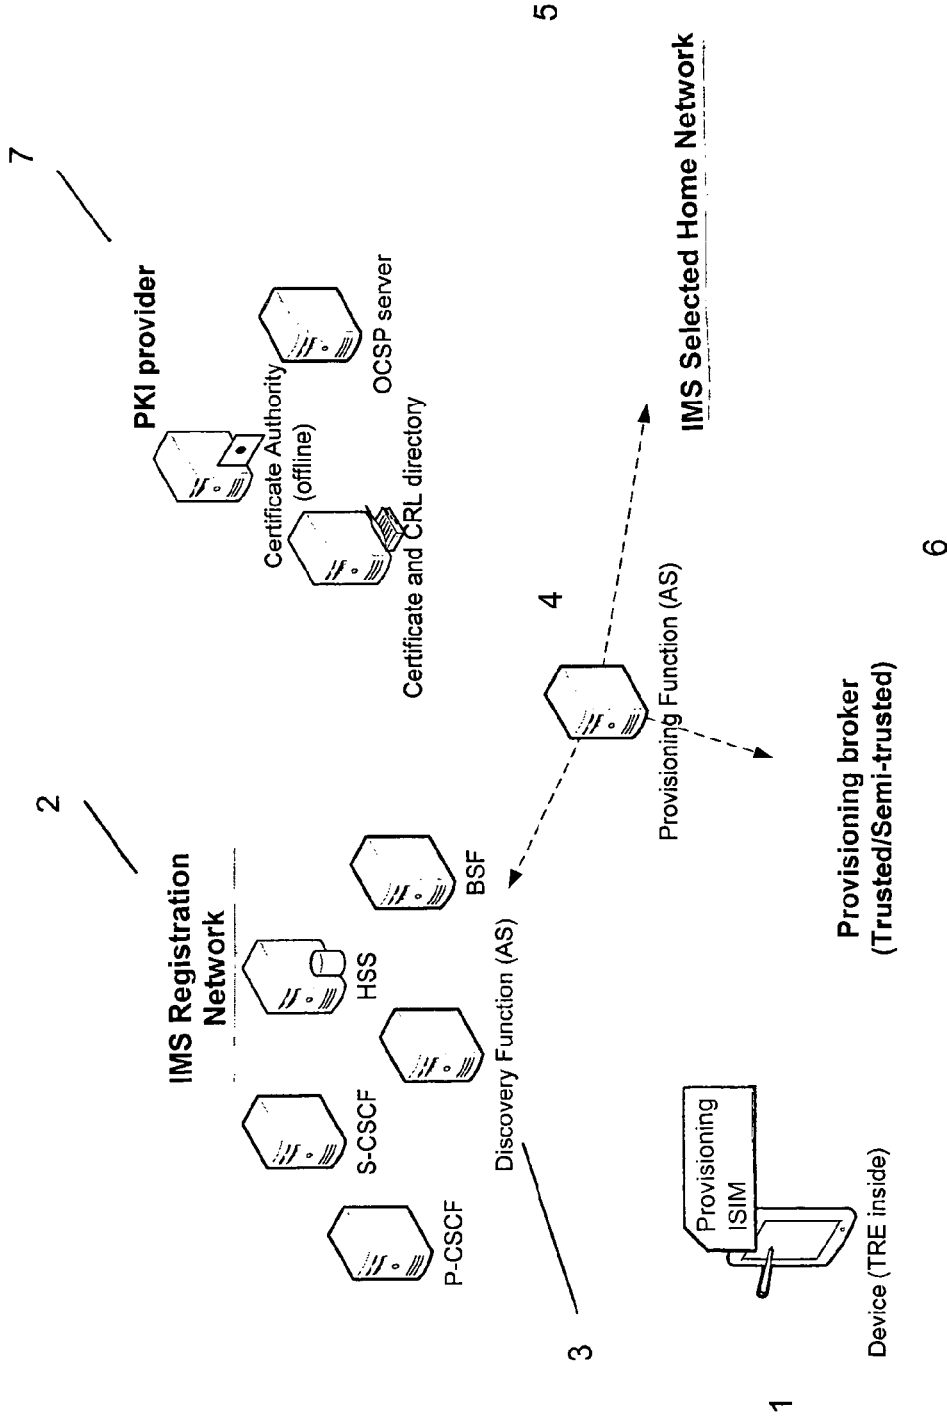 7
PKI provider
Certificate Authority
(offline)
OCSP server
Certificate and CRL directory
2
IMS Registration
Network
S-CSCF
HSS
P-CSCF
BSF
Discovery Function (AS)
3
4
Provisioning Function (AS)
5
IMS Selected Home Network
Provisioning
ISIM
Device (TRE inside)
1
Provisioning broker
(Trusted/Semi-trusted)
6